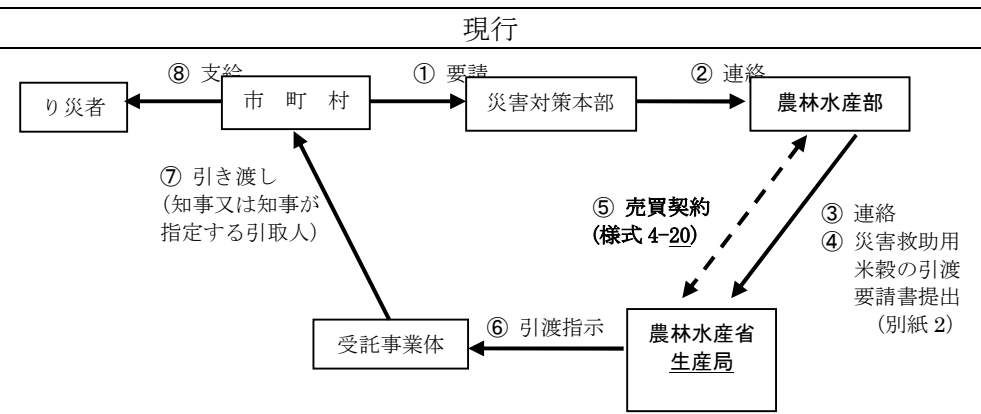 現行
⑧ 支給
① 要請
② 連絡
り災者
市 町 村
災害対策本部
農林水産部
⑦ 引き渡し
(知事又は知事が
指定する引取人)
⑤ 売買契約
(様式 4-20)
③ 連絡
④ 災害救助用
米穀の引渡
要請書提出
(別紙 2)
受託事業体
⑥ 引渡指示
農林水産省
生産局